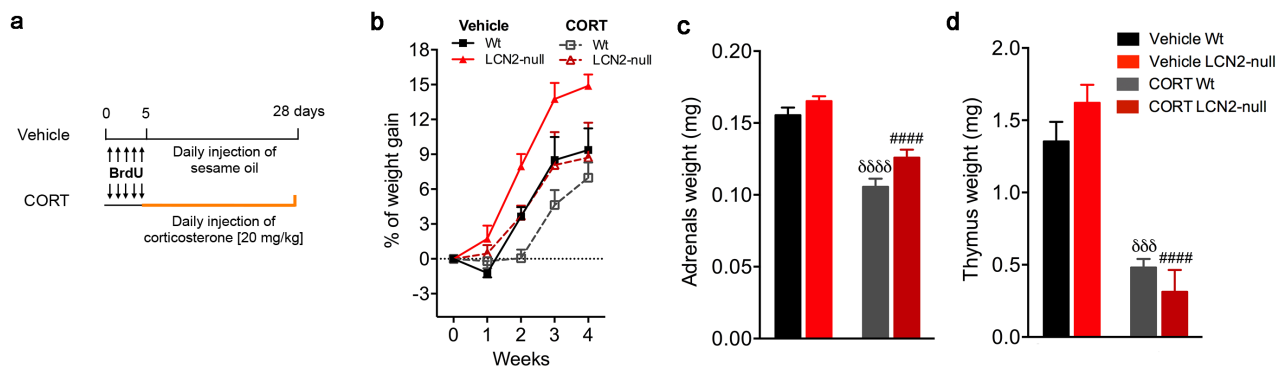 a
0 5 28 days
Vehicle
Daily injection of
sesame oil
BrdU
CORT
Daily injection of
corticosterone [20 mg/kg]
b
Vehicle CORT
Wt Wt
LCN2-null LCN2-null
% of weight gain
18
15
12
9
6
3
0
-3
0 1 2 3 4
Weeks
c
Adrenals weight (mg)
0.20
0.15
0.10
0.05
0.00
δδδδ
####
d
Thymus weight (mg)
2.0
1.5
1.0
0.5
0.0
Vehicle Wt
Vehicle LCN2-null
CORT Wt
CORT LCN2-null
δδδ
####